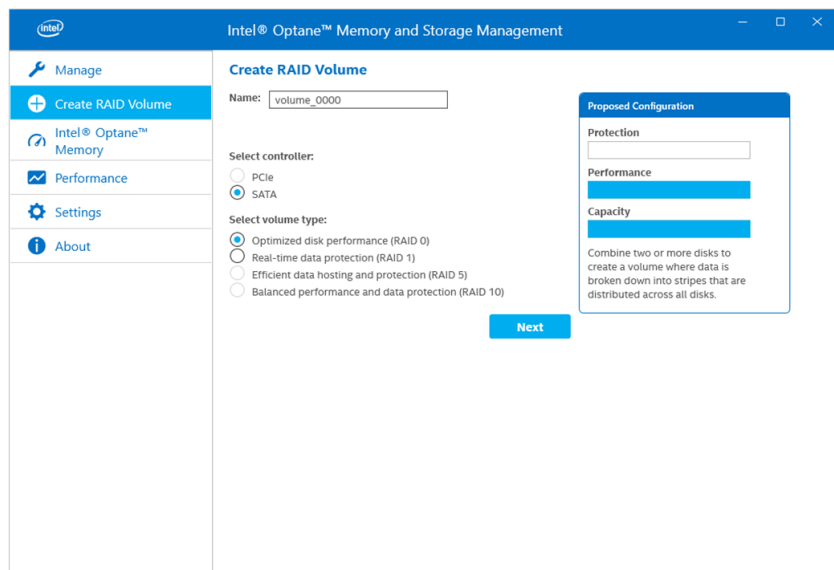 intel
Intel® Optane™ Memory and Storage Management
Manage
Create RAID Volume
Intel® Optane™
Memory
Performance
Settings
About
Create RAID Volume
Name: volume_0000
Select controller:
PCIe
SATA
Select volume type:
Optimized disk performance (RAID 0)
Real-time data protection (RAID 1)
Efficient data hosting and protection (RAID 5)
Balanced performance and data protection (RAID 10)
Next
Proposed Configuration
Protection
Performance
Capacity
Combine two or more disks to
create a volume where data is
broken down into stripes that are
distributed across all disks.